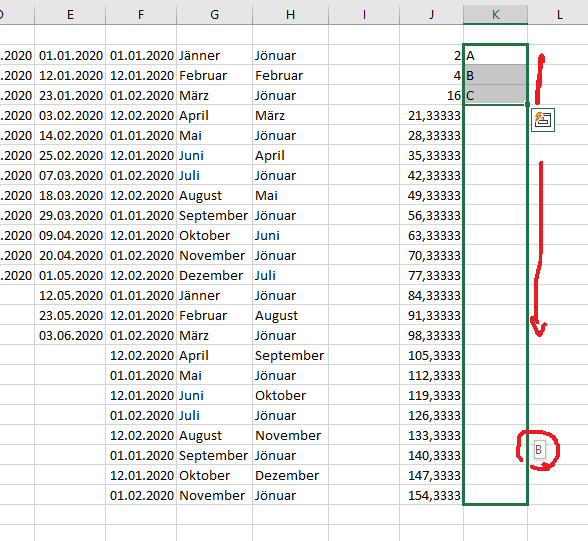 E F G H I J K L
.2020 01.01.2020 01.01.2020 Jänner Jönuar 2 A
.2020 12.01.2020 12.01.2020 Februar Februar 4 B
.2020 23.01.2020 01.02.2020 März Jönuar 16 C
.2020 03.02.2020 12.02.2020 April März 21,33333
.2020 14.02.2020 01.01.2020 Mai Jönuar 28,33333
.2020 25.02.2020 12.01.2020 Juni April 35,33333
.2020 07.03.2020 01.02.2020 Juli Jönuar 42,33333
.2020 18.03.2020 12.02.2020 August Mai 49,33333
.2020 29.03.2020 01.01.2020 September Jönuar 56,33333
.2020 09.04.2020 12.01.2020 Oktober Juni 63,33333
.2020 20.04.2020 01.02.2020 November Jönuar 70,33333
.2020 01.05.2020 12.02.2020 Dezember Juli 77,33333
12.05.2020 01.01.2020 Jänner Jönuar 84,33333
23.05.2020 12.01.2020 Februar August 91,33333
03.06.2020 01.02.2020 März Jönuar 98,33333
12.02.2020 April September 105,3333
01.01.2020 Mai Jönuar 112,3333
12.01.2020 Juni Oktober 119,3333
01.02.2020 Juli Jönuar 126,3333
12.02.2020 August November 133,3333
01.01.2020 September Jönuar 140,3333 B
12.01.2020 Oktober Dezember 147,3333
01.02.2020 November Jönuar 154,3333